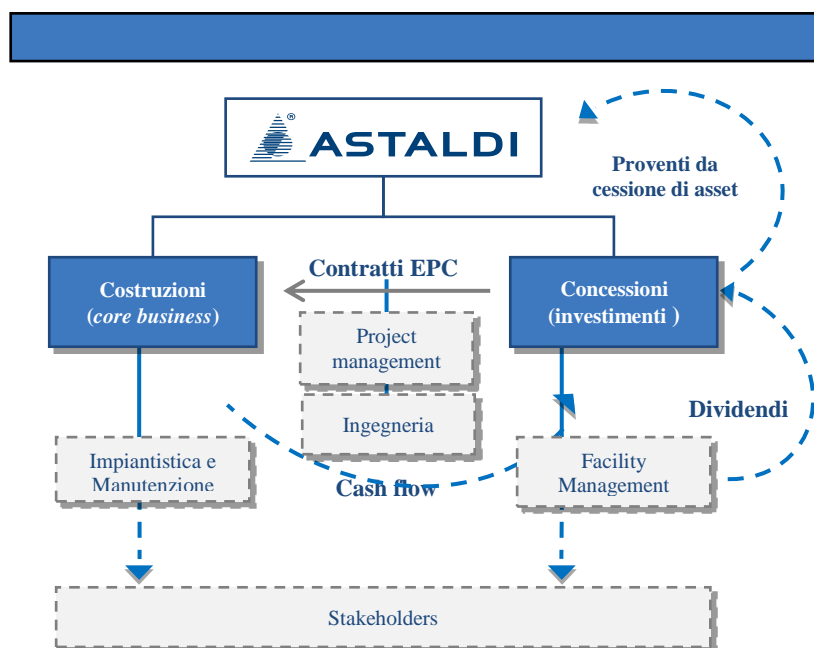 ® ASTALDI
Proventi da
cessione di asset
Contratti EPC
Costruzioni
(core business)
Concessioni
(investimenti )
Project
management
Ingegneria
Dividendi
Impiantistica e
Manutenzione
Cash flow
Facility
Management
Stakeholders